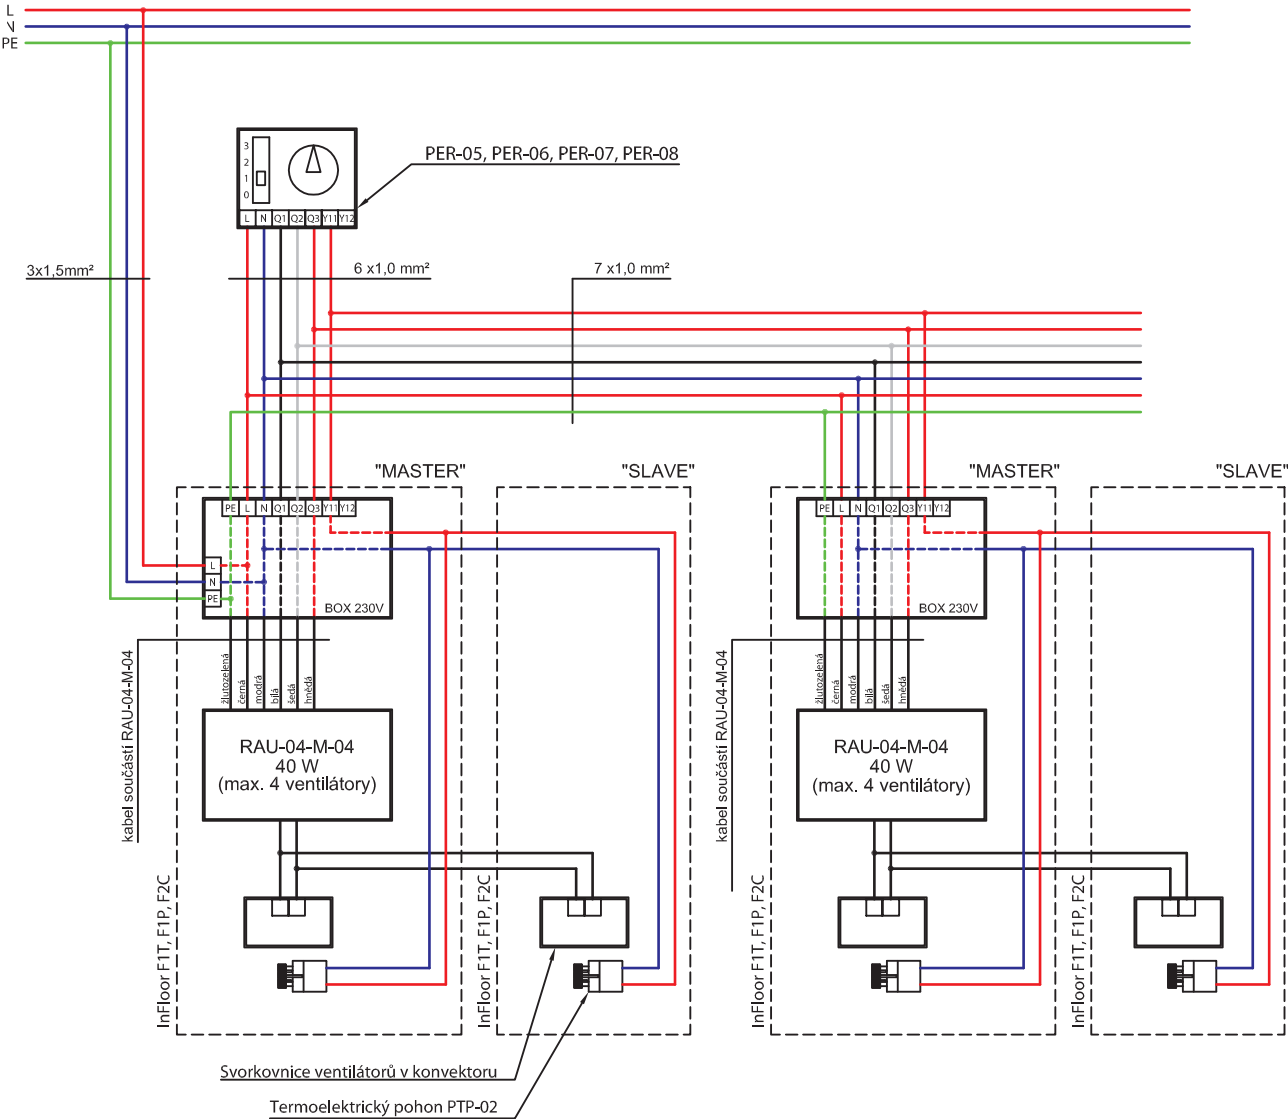 L
N
PE
3
2
1
0
L N Q1 Q2 Q3 Y11 Y12
PER-05, PER-06, PER-07, PER-08
3x1,5mm²
6 x1,0 mm²
7 x1,0 mm²
"MASTER"
"SLAVE"
"MASTER"
"SLAVE"
PE L N Q1 Q2 Q3 Y11 Y12
L
N
PE
BOX 230V
PE L N Q1 Q2 Q3 Y11 Y12
BOX 230V
kabel součástí RAU-04-M-04
žlutozelená
černá
modrá
bílá
šedá
hnědá
kabel součástí RAU-04-M-04
žlutozelená
černá
modrá
bílá
šedá
hnědá
RAU-04-M-04
40 W
(max. 4 ventilátory)
RAU-04-M-04
40 W
(max. 4 ventilátory)
InFloor F1T, F1P, F2C
InFloor F1T, F1P, F2C
InFloor F1T, F1P, F2C
InFloor F1T, F1P, F2C
Svorkovnice ventilátorů v konvektoru
Termoelektrický pohon PTP-02